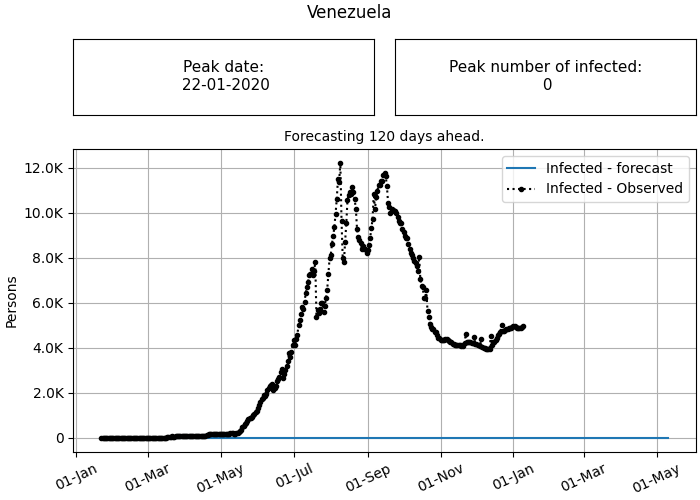 Venezuela
Peak date:
22-01-2020
Peak number of infected:
0
Forecasting 120 days ahead.
Infected - forecast
Infected - Observed
12.0K
10.0K
8.0K
6.0K
4.0K
2.0K
0
Persons
01-Jan
01-Mar
01-May
01-Jul
01-Sep
01-Nov
01-Jan
01-Mar
01-May